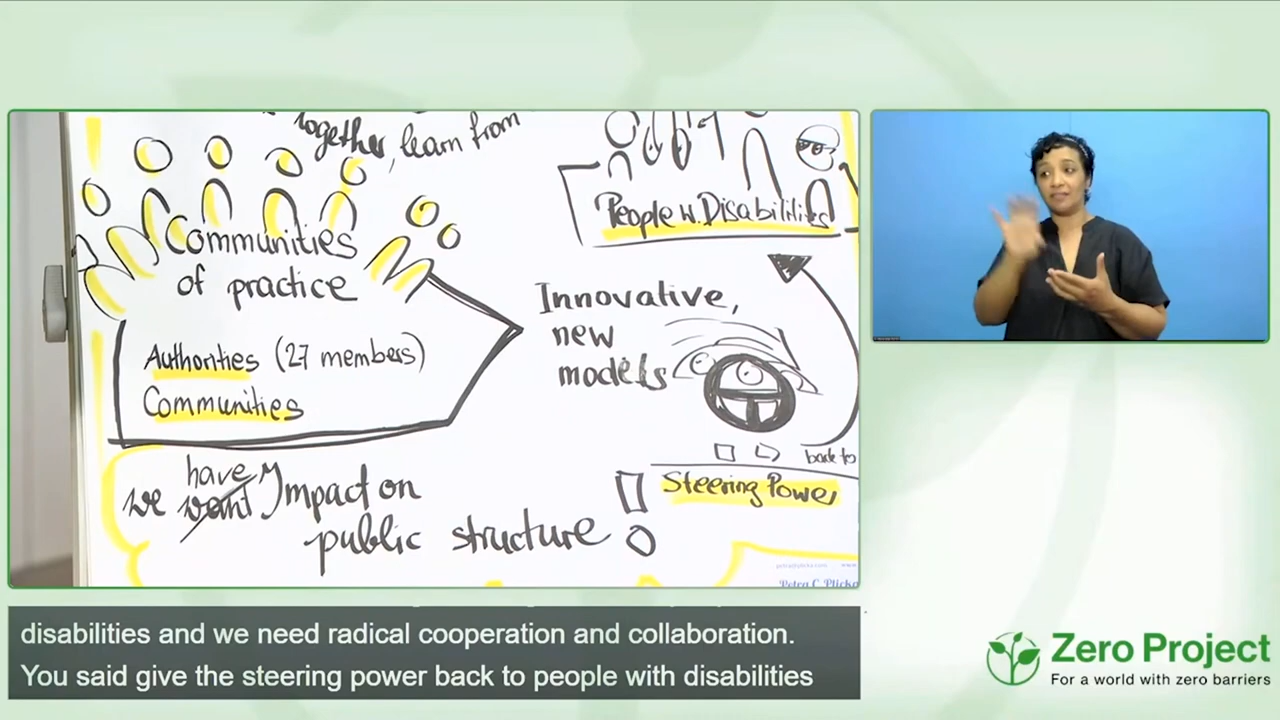 together, learn from
Communities
of practice
Authorities (27 members)
Communities
People w. Disabilities
Innovative,
new
models
back to
Steering Power
we want have Impact on
public structure
disabilities and we need radical cooperation and collaboration.
You said give the steering power back to people with disabilities
Zero Project
For a world with zero barriers